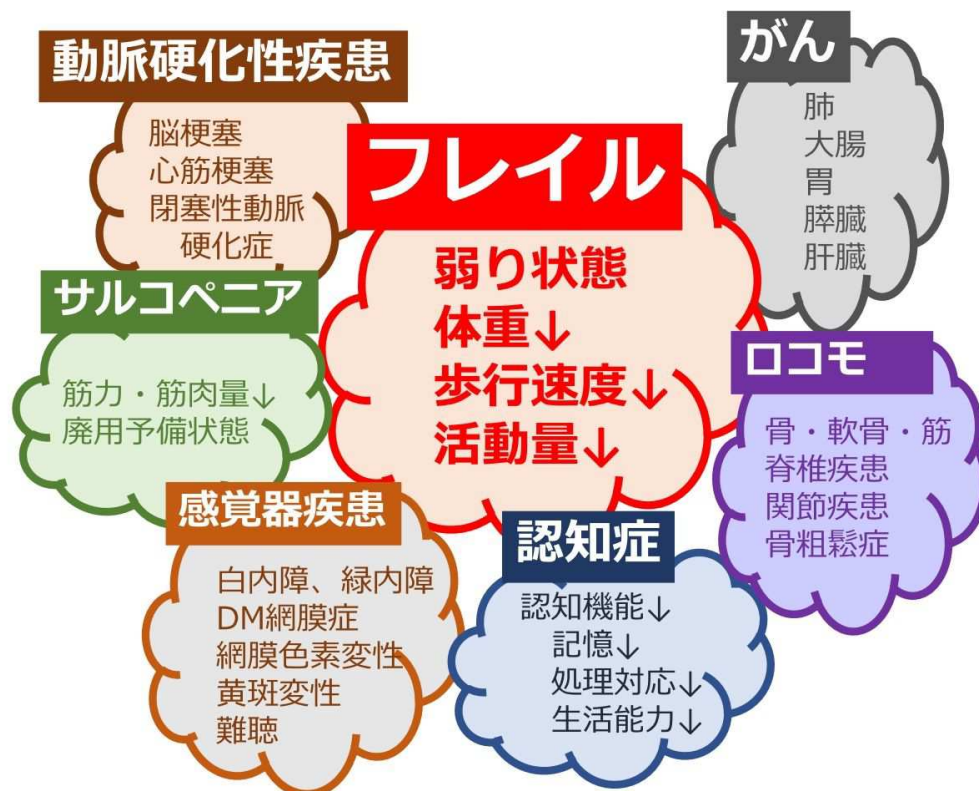 動脈硬化性疾患
脳梗塞
心筋梗塞
閉塞性動脈
硬化症
がん
肺
大腸
胃
膵臓
肝臓
フレイル
弱り状態
体重↓
歩行速度↓
活動量↓
サルコペニア
筋力・筋肉量↓
廃用予備状態
ロコモ
骨・軟骨・筋
脊椎疾患
関節疾患
骨粗鬆症
感覚器疾患
白内障、緑内障
DM網膜症
網膜色素変性
黄斑変性
難聴
認知症
認知機能↓
記憶↓
処理対応↓
生活能力↓